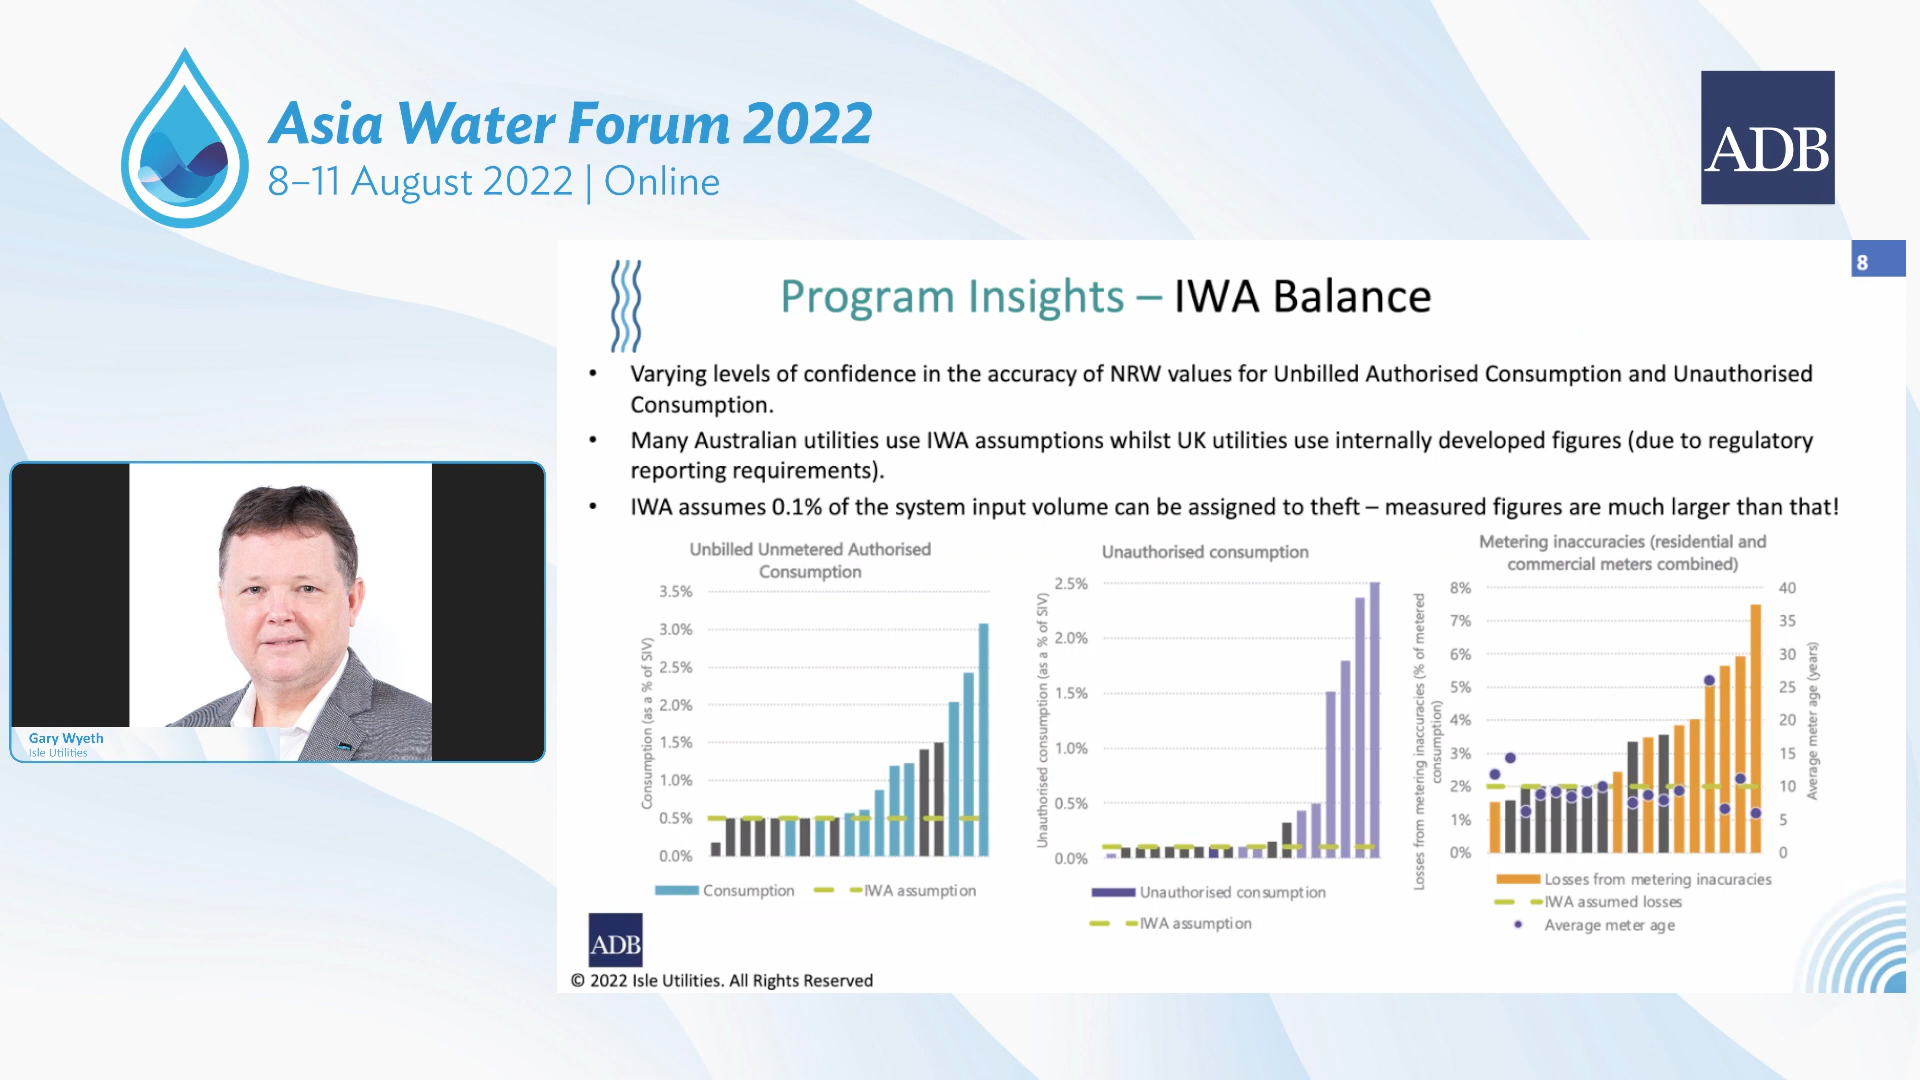 Asia Water Forum 2022
8–11 August 2022 | Online
ADB
8
Program Insights – IWA Balance
• Varying levels of confidence in the accuracy of NRW values for Unbilled Authorised Consumption and Unauthorised
Consumption.
• Many Australian utilities use IWA assumptions whilst UK utilities use internally developed figures (due to regulatory
reporting requirements).
• IWA assumes 0.1% of the system input volume can be assigned to theft – measured figures are much larger than that!
Gary Wyeth
Isle Utilities
Unbilled Unmetered Authorised
Consumption
Consumption (as a % of SIV)
3.5%
3.0%
2.5%
2.0%
1.5%
1.0%
0.5%
0.0%
Consumption
IWA assumption
Unauthorised consumption
Unauthorised consumption (as a % of SIV)
2.5%
2.0%
1.5%
1.0%
0.5%
0.0%
Unauthorised consumption
IWA assumption
Metering inaccuracies (residential and
commercial meters combined)
Losses from metering inaccuracies (% of metered
consumption)
8%
7%
6%
5%
4%
3%
2%
1%
0%
40
35
30
25
20
15
10
5
0
Average meter age (years)
Losses from metering inacuracies
IWA assumed losses
Average meter age
ADB
© 2022 Isle Utilities. All Rights Reserved